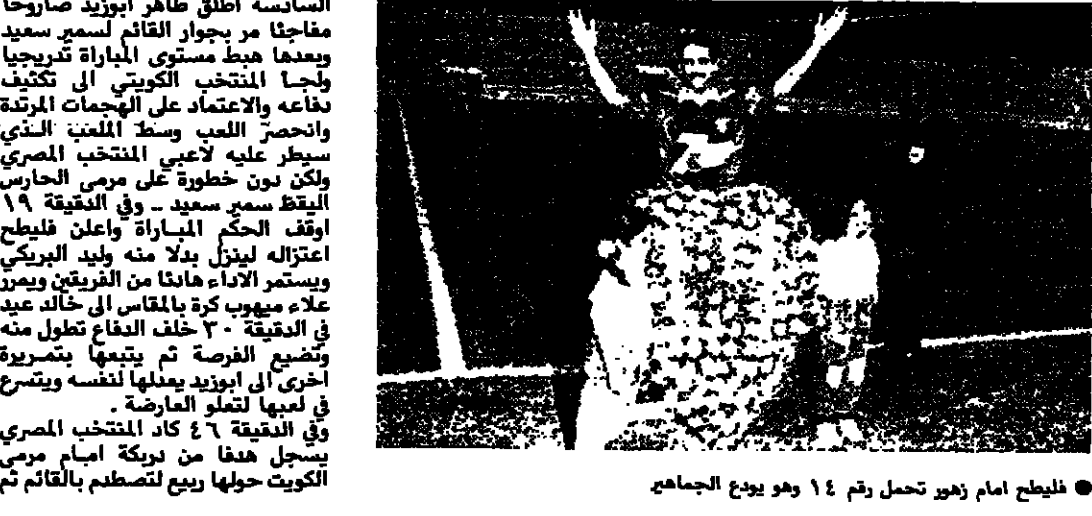 السادسة اطلق طاهر ابوزيد صاروخا
مفاجئا مر بجوار القائم لسمير سعيد
وبعدها هبط مستوى المباراة تدريجيا
ولجأ المنتخب الكويتي الى تكثيف
دفاعه والاعتماد على الهجمات المرتدة
وانحصر اللعب وسط الملعب الذي
سيطر عليه لاعبي المنتخب المصري
ولكن دون خطورة على مرمى الحارس
اليقظ سمير سعيد .. وفي الدقيقة ١٩
اوقف الحكم المباراة واعلن فليطح
اعتزاله لينزل بدلا منه وليد البريكي
ويستمر الاداء هادئا من الفريقين ويمرر
علاء ميهوب كرة بالمقاس الى خالد عيد
في الدقيقة ٣٠ خلف الدفاع تطول منه
وتضيع الفرصة ثم يتبعها بتمريرة
اخرى الى ابوزيد يعدلها لنفسه ويتسرع
في لعبها لتعلو العارضة .
وفي الدقيقة ٤٦ كاد المنتخب المصري
يسجل هدفا من دربكة امام مرمى
الكويت حولها ربيع لتصطدم بالقائم ثم
● فليطح امام زهور تحمل رقم ١٤ وهو يودع الجماهير